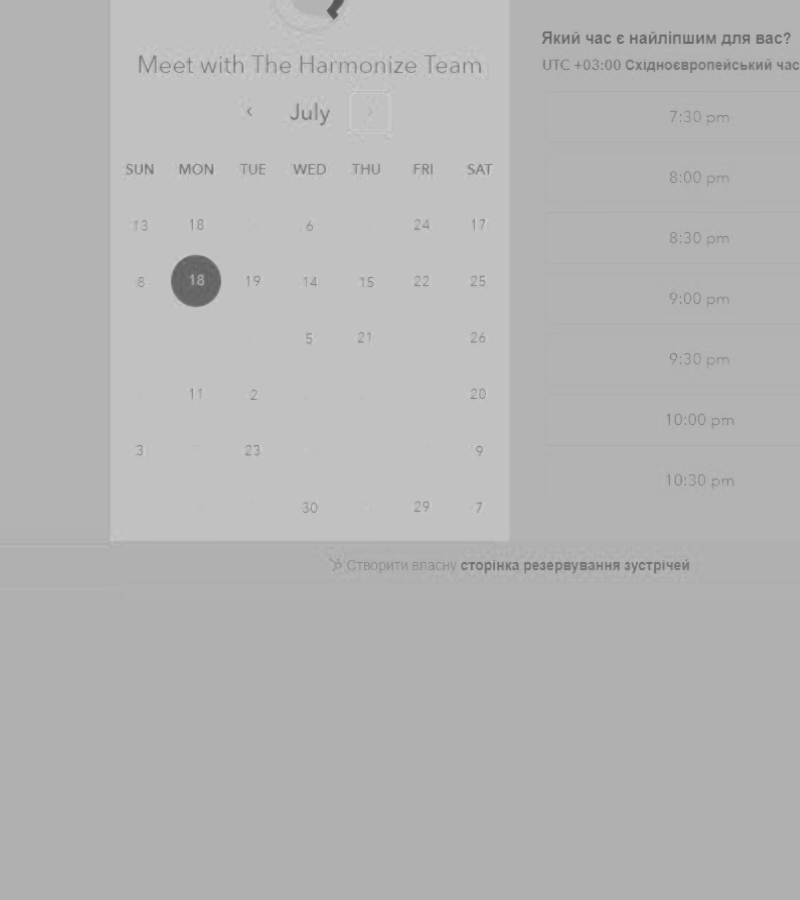 Meet with The Harmonize Team
July
SUN MON TUE WED THU FRI SAT
13 18 6 24 17
8 18 19 14 15 22 25
5 21 26
11 2 20
3 23 9
30 29 7
Який час є найліпшим для вас?
UTC +03:00 Східноєвропейський час
7:30 pm
8:00 pm
8:30 pm
9:00 pm
9:30 pm
10:00 pm
10:30 pm
Створити власну сторінка резервування зустрічей